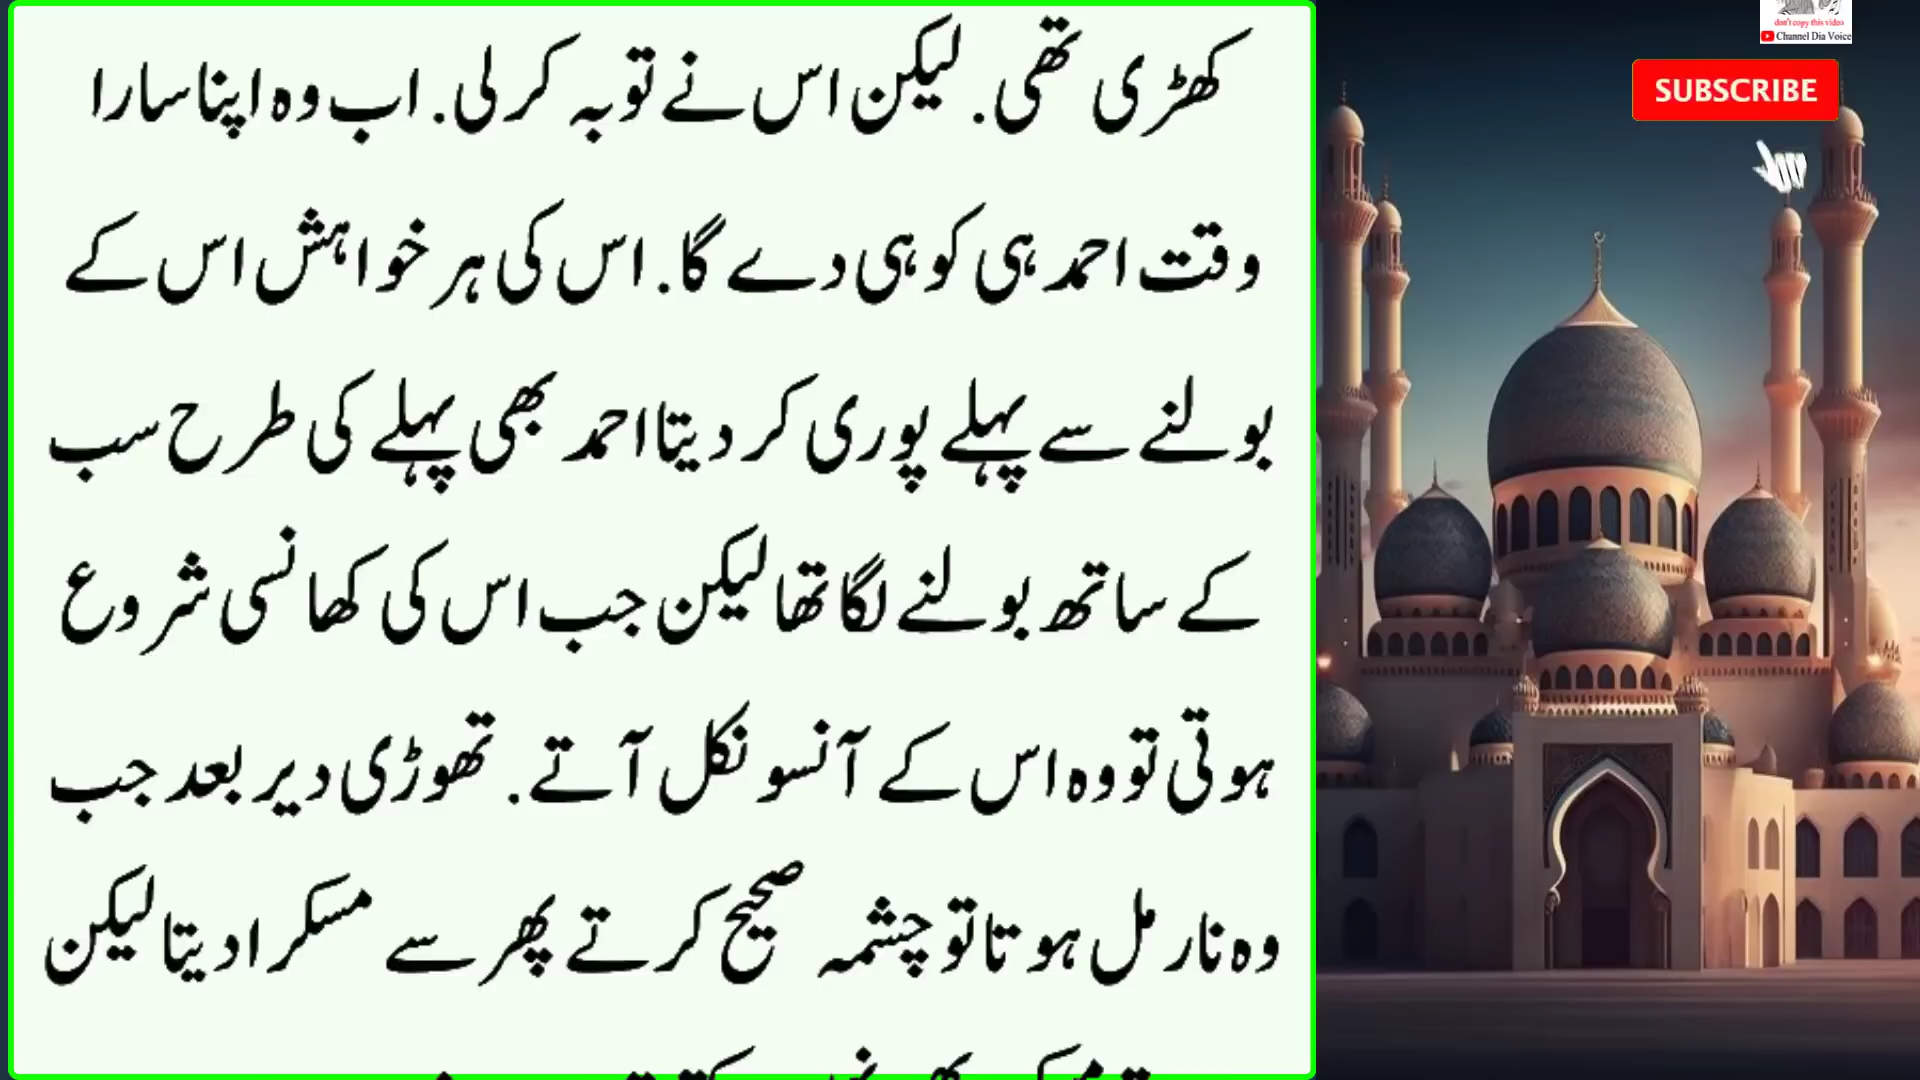 don't copy this video
Channel Dia Voice
SUBSCRIBE
کھڑی تھی. لیکن اس نے توبہ کر لی. اب وہ اپنا سارا
وقت احمد ہی کو ہی دے گا. اس کی ہر خواہش اس کے
بولنے سے پہلے پوری کر دیتا احمد بھی پہلے کی طرح سب
کے ساتھ بولنے لگا تھا لیکن جب اس کی کھانسی شروع
ہوتی تو وہ اس کے آنسو نکل آتے. تھوڑی دیر بعد جب
وہ نارمل ہوتا تو چشمہ صحیح کرتے پھر سے مسکرا دیتا لیکن